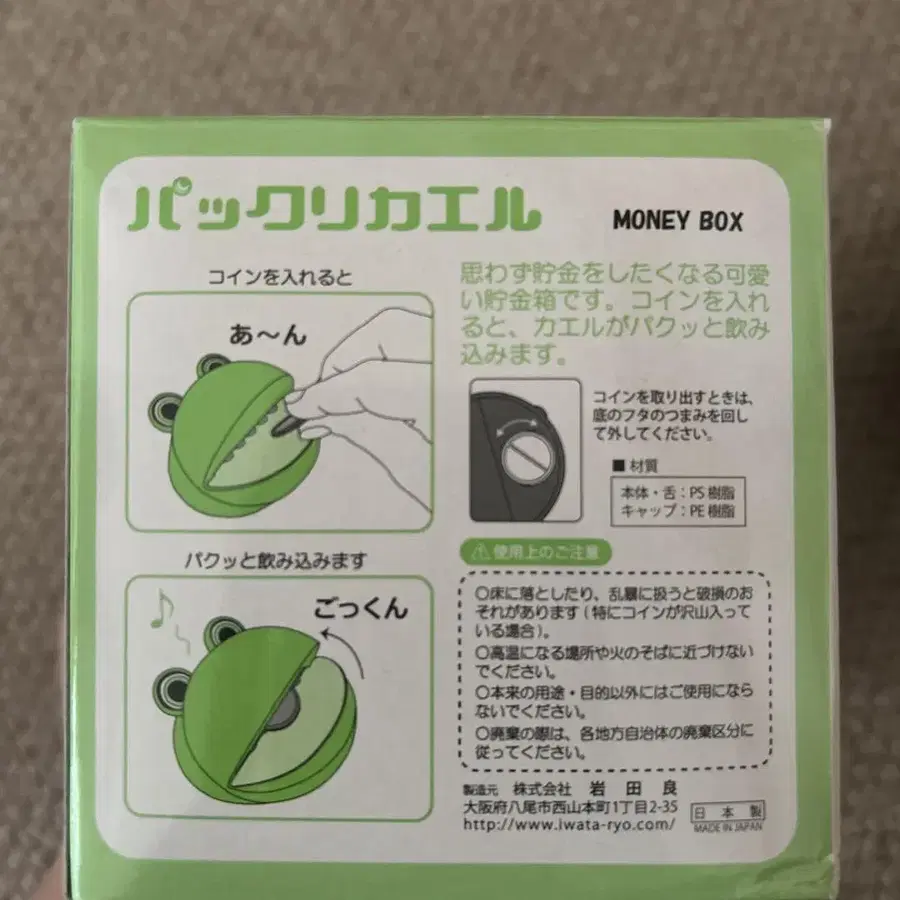 パックリカエル
MONEY BOX
コインを入れると
あ〜ん
パクッと飲み込みます
ごっくん
思わず貯金をしたくなる可愛
い貯金箱です。コインを入れ
ると、カエルがパクッと飲み
込みます。
コインを取り出すときは、
底のフタのつまみを回し
て外してください。
■材質
本体・舌：PS樹脂
キャップ：PE樹脂
使用上のご注意
○床に落としたり、乱暴に扱うと破損のお
それがあります(特にコインが沢山入って
いる場合)。
○高温になる場所や火のそばに近づけない
でください。
○本来の用途・目的以外にはご使用になら
ないでください。
○廃棄の際は、各地方自治体の廃棄区分に
従ってください。
製造元 株式会社 岩田良
大阪府八尾市西山本町1丁目2-35
http://www.iwata-ryo.com/
日本製
MADE IN JAPAN